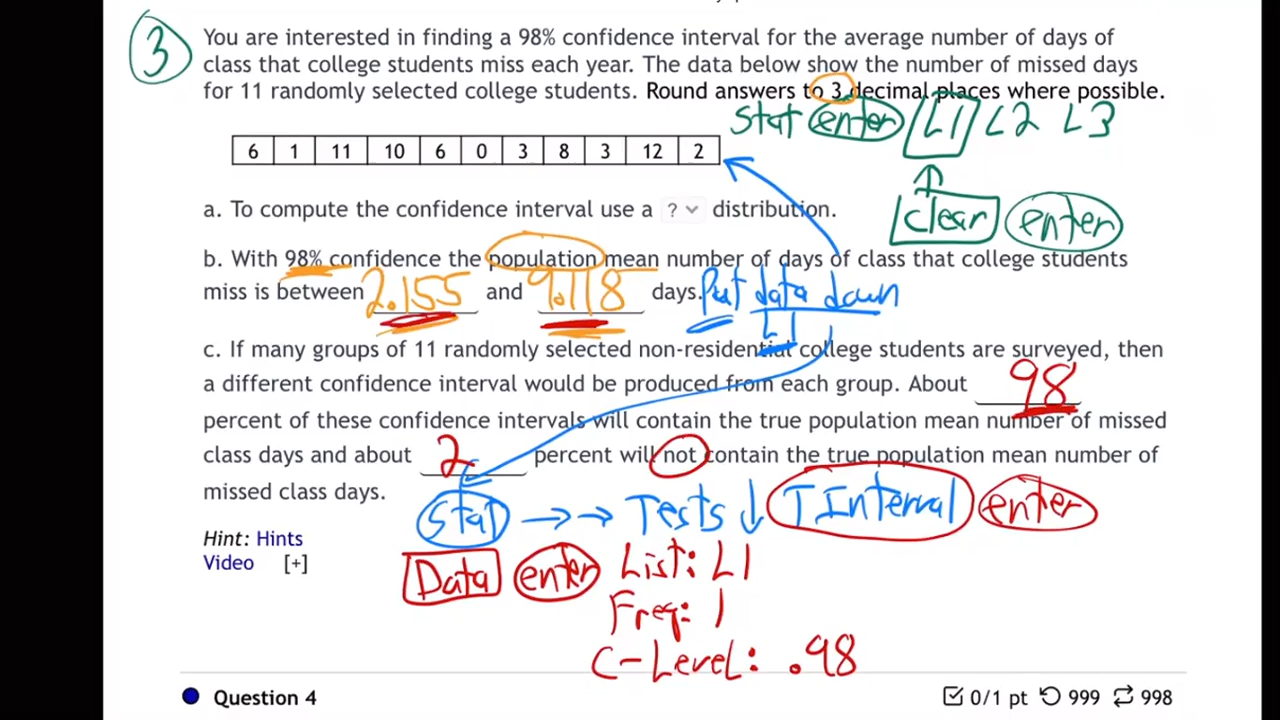 3 You are interested in finding a 98% confidence interval for the average number of days of
class that college students miss each year. The data below show the number of missed days
for 11 randomly selected college students. Round answers to 3 decimal places where possible.
Stat enter L1 L2 L3
6 1 11 10 6 0 3 8 3 12 2
clear enter
a. To compute the confidence interval use a ? distribution.
b. With 98% confidence the population mean number of days of class that college students
miss is between 2.155 and 9.118 days. Put data down
L1
c. If many groups of 11 randomly selected non-residential college students are surveyed, then
a different confidence interval would be produced from each group. About 98
percent of these confidence intervals will contain the true population mean number of missed
class days and about 2 percent will not contain the true population mean number of
missed class days.
Stat →→ Tests ↓ TInterval enter
Hint: Hints
Video [+]
Data enter List: L1
Freq: 1
C-Level: .98
Question 4 0/1 pt 999 998